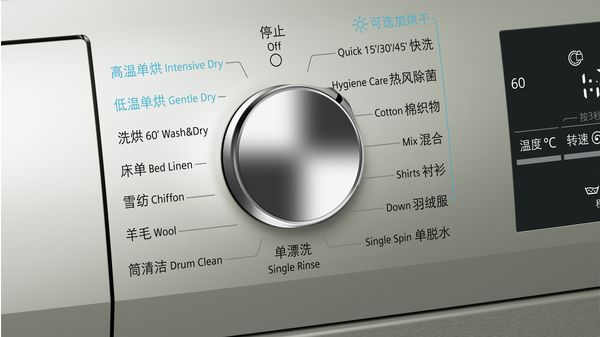 停止
Off
可选加烘干
高温单烘 Intensive Dry
低温单烘 Gentle Dry
洗烘 60′ Wash&Dry
床单 Bed Linen
雪纺 Chiffon
羊毛 Wool
筒清洁 Drum Clean
单漂洗
Single Rinse
Quick 15'/30'/45' 快洗
Hygiene Care 热风除菌
Cotton 棉织物
Mix 混合
Shirts 衬衫
Down 羽绒服
Single Spin 单脱水
60
按3秒
温度 °C
转速